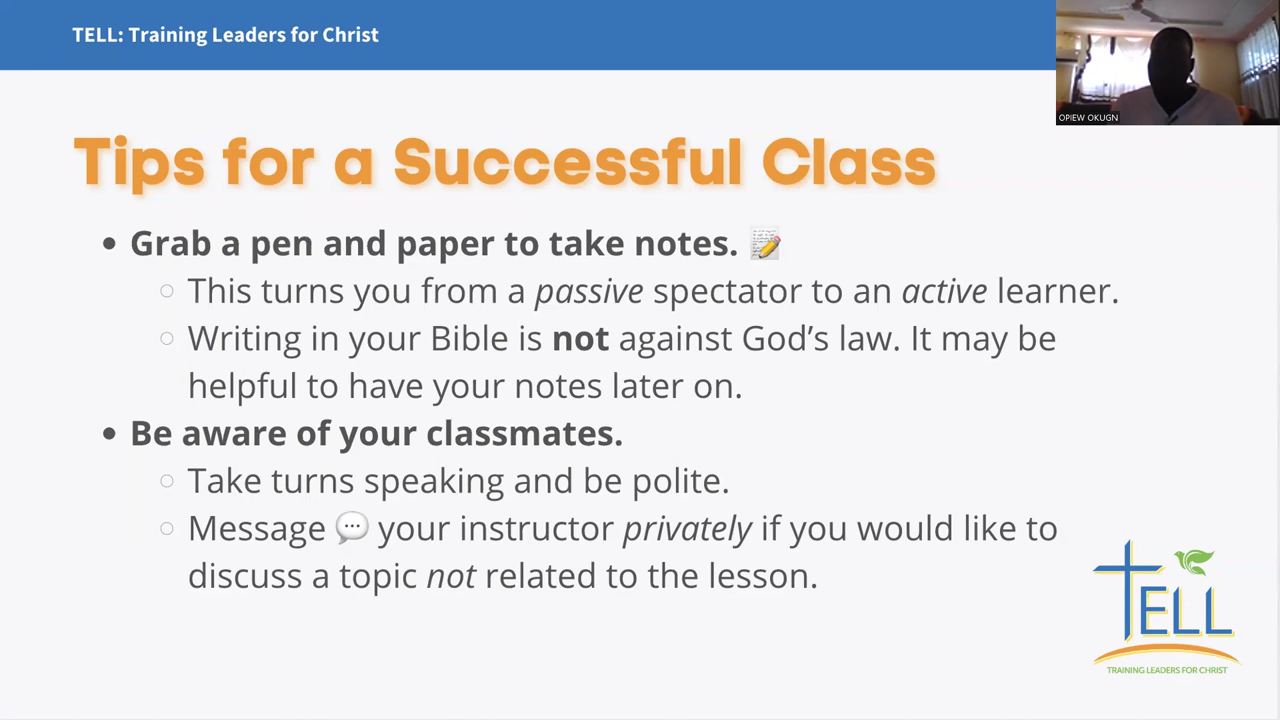 TELL: Training Leaders for Christ
OPIEW OKUGN
Tips for a Successful Class
• Grab a pen and paper to take notes. 📝
○ This turns you from a passive spectator to an active learner.
○ Writing in your Bible is not against God’s law. It may be
helpful to have your notes later on.
• Be aware of your classmates.
○ Take turns speaking and be polite.
○ Message 💬 your instructor privately if you would like to
discuss a topic not related to the lesson.
TELL
TRAINING LEADERS FOR CHRIST